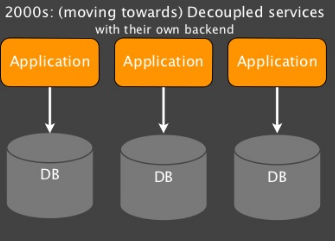 2000s: (moving towards) Decoupled services
with their own backend
Application
Application
Application
DB
DB
DB